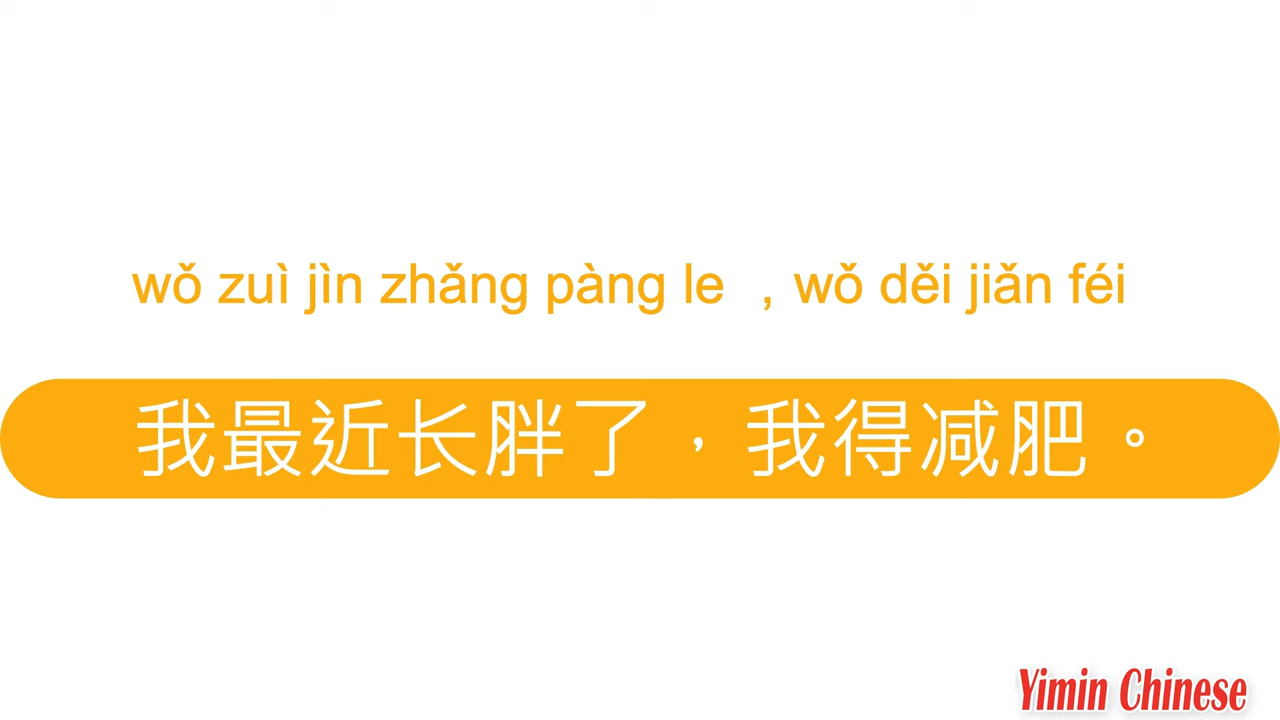 wǒ zuì jìn zhǎng pàng le , wǒ děi jiǎn féi
我最近长胖了，我得减肥。
Yimin Chinese